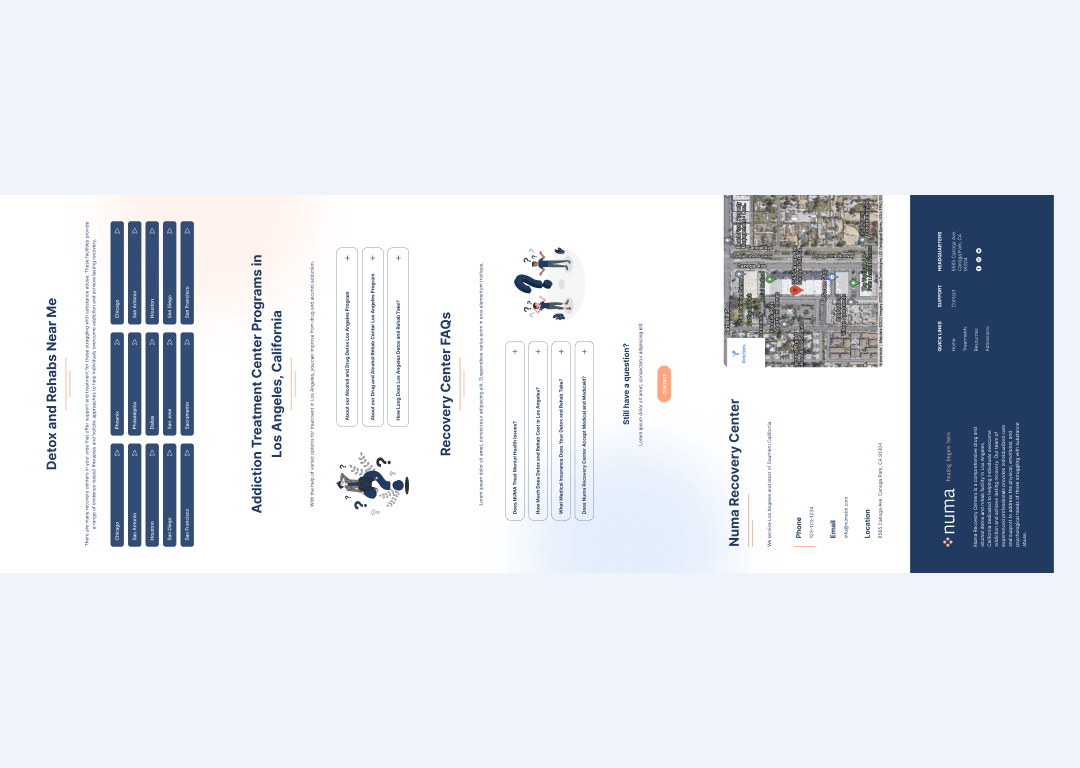 Detox and Rehabs Near Me
There are many recovery centers in your area that offer support and treatment for those struggling with substance abuse. These facilities provide
a range of evidence-based therapies and holistic approaches to help individuals overcome addiction and achieve lasting recovery.
Chicago
Phoenix
Chicago
San Antonio
Philadelphia
San Antonio
Houston
Dallas
Houston
San Diego
San Jose
San Diego
San Francisco
Sacramento
San Francisco
Addiction Treatment Center Programs in
Los Angeles, California
With the help of varied options for treatment in Los Angeles, you can improve from drug and alcohol addiction.
About our Alcohol and Drug Detox Los Angeles Program
About our Drug and Alcohol Rehab Center Los Angeles Program
How Long Does Los Angeles Detox and Rehab Take?
Recovery Center FAQs
Lorem ipsum dolor sit amet, consectetur adipiscing elit. Suspendisse varius enim in eros elementum tristique.
Does NUMA Treat Mental Health Issues?
How Much Does Detox and Rehab Cost in Los Angeles?
What Medical Insurance Does Your Detox and Rehab Take?
Does Numa Recovery Center Accept Medical and Medicaid?
Still have a question?
Lorem ipsum dolor sit amet, consectetur adipiscing elit.
CONTACT
Numa Recovery Center
We service Los Angeles and most of Southern California.
Phone
123-123-1234
Email
info@numabh.com
Location
8565 Canoga Ave. Canoga Park, CA 91304
Directions
numa
healing begins here
Numa Recovery Centers is a comprehensive drug and
alcohol detox and rehab facility in Los Angeles,
California dedicated to helping individuals overcome
addiction and achieve lasting recovery. Our team of
experienced professionals provides individualized care
and support to address the physical, emotional, and
psychological needs of those struggling with substance
abuse.
QUICK LINKS
Home
Treatments
Resources
Admissions
SUPPORT
Contact
HEADQUARTERS
8565 Canoga Ave,
Canoga Park, CA
91304